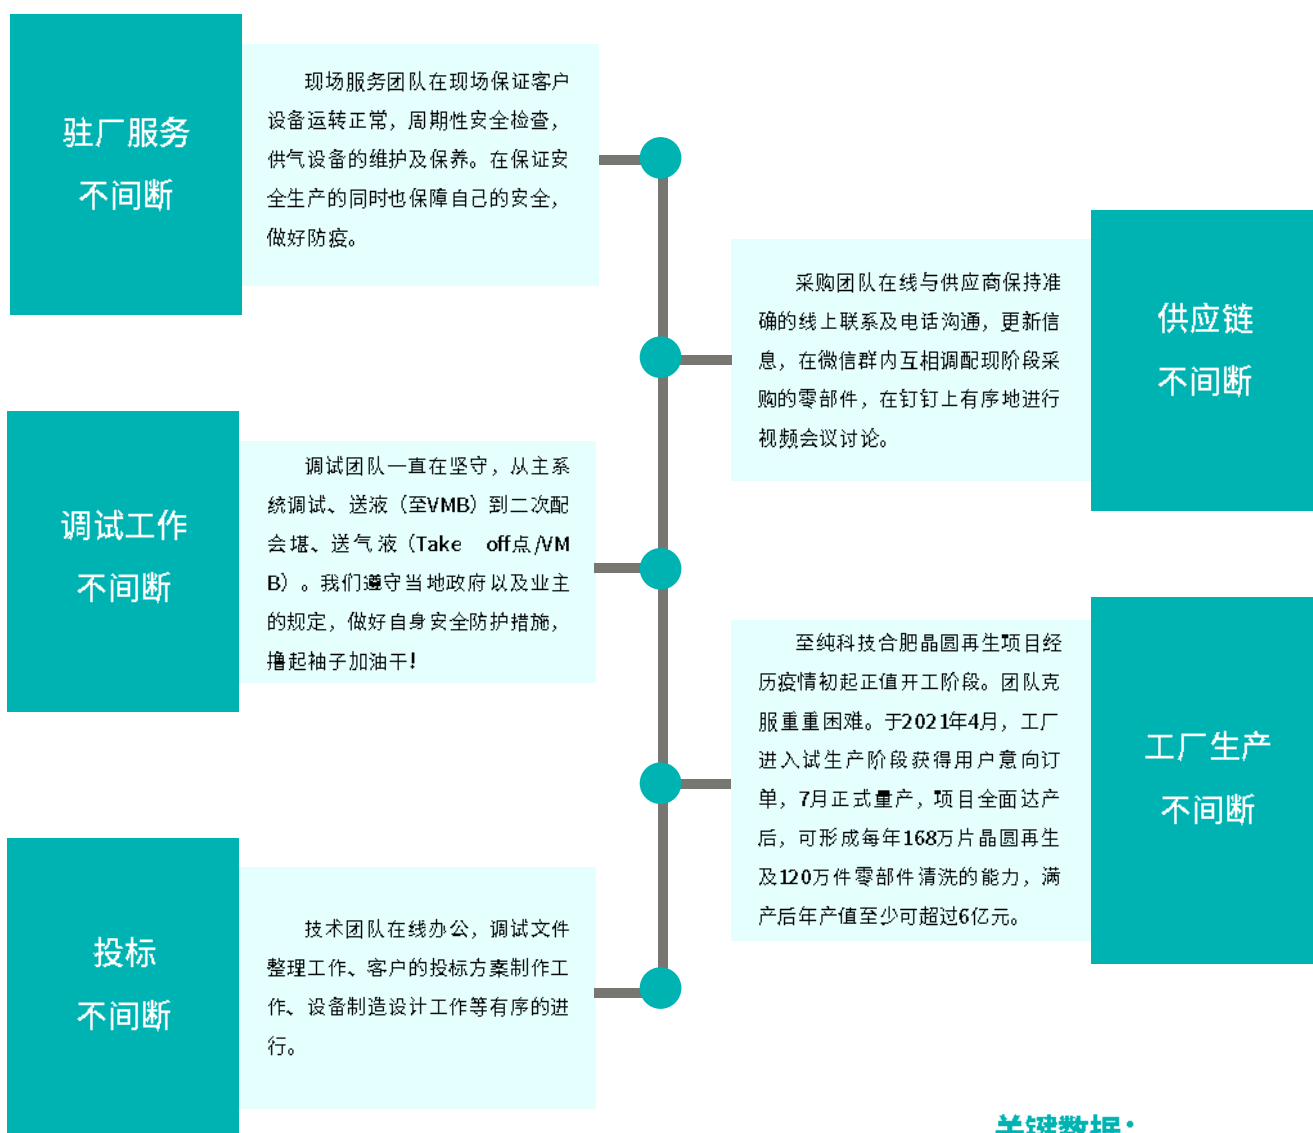 驻厂服务
不间断
现场服务团队在现场保证客户
设备运转正常，周期性安全检查，
供气设备的维护及保养。在保证安
全生产的同时也保障自己的安全，
做好防疫。
供应链
不间断
采购团队在线与供应商保持准
确的线上联系及电话沟通，更新信
息，在微信群内互相调配现阶段采
购的零部件，在钉钉上有序地进行
视频会议讨论。
调试工作
不间断
调试团队一直在坚守，从主系
统调试、送液（至VMB）到二次配
会堪、送气液（Take off点/VM
B）。我们遵守当地政府以及业主
的规定，做好自身安全防护措施，
撸起袖子加油干！
工厂生产
不间断
至纯科技合肥晶圆再生项目经
历疫情初起正值开工阶段。团队克
服重重困难。于2021年4月，工厂
进入试生产阶段获得用户意向订
单，7月正式量产，项目全面达产
后，可形成每年168万片晶圆再生
及120万件零部件清洗的能力，满
产后年产值至少可超过6亿元。
投标
不间断
技术团队在线办公，调试文件
整理工作、客户的投标方案制作工
作、设备制造设计工作等有序的进
行。
关键数据：